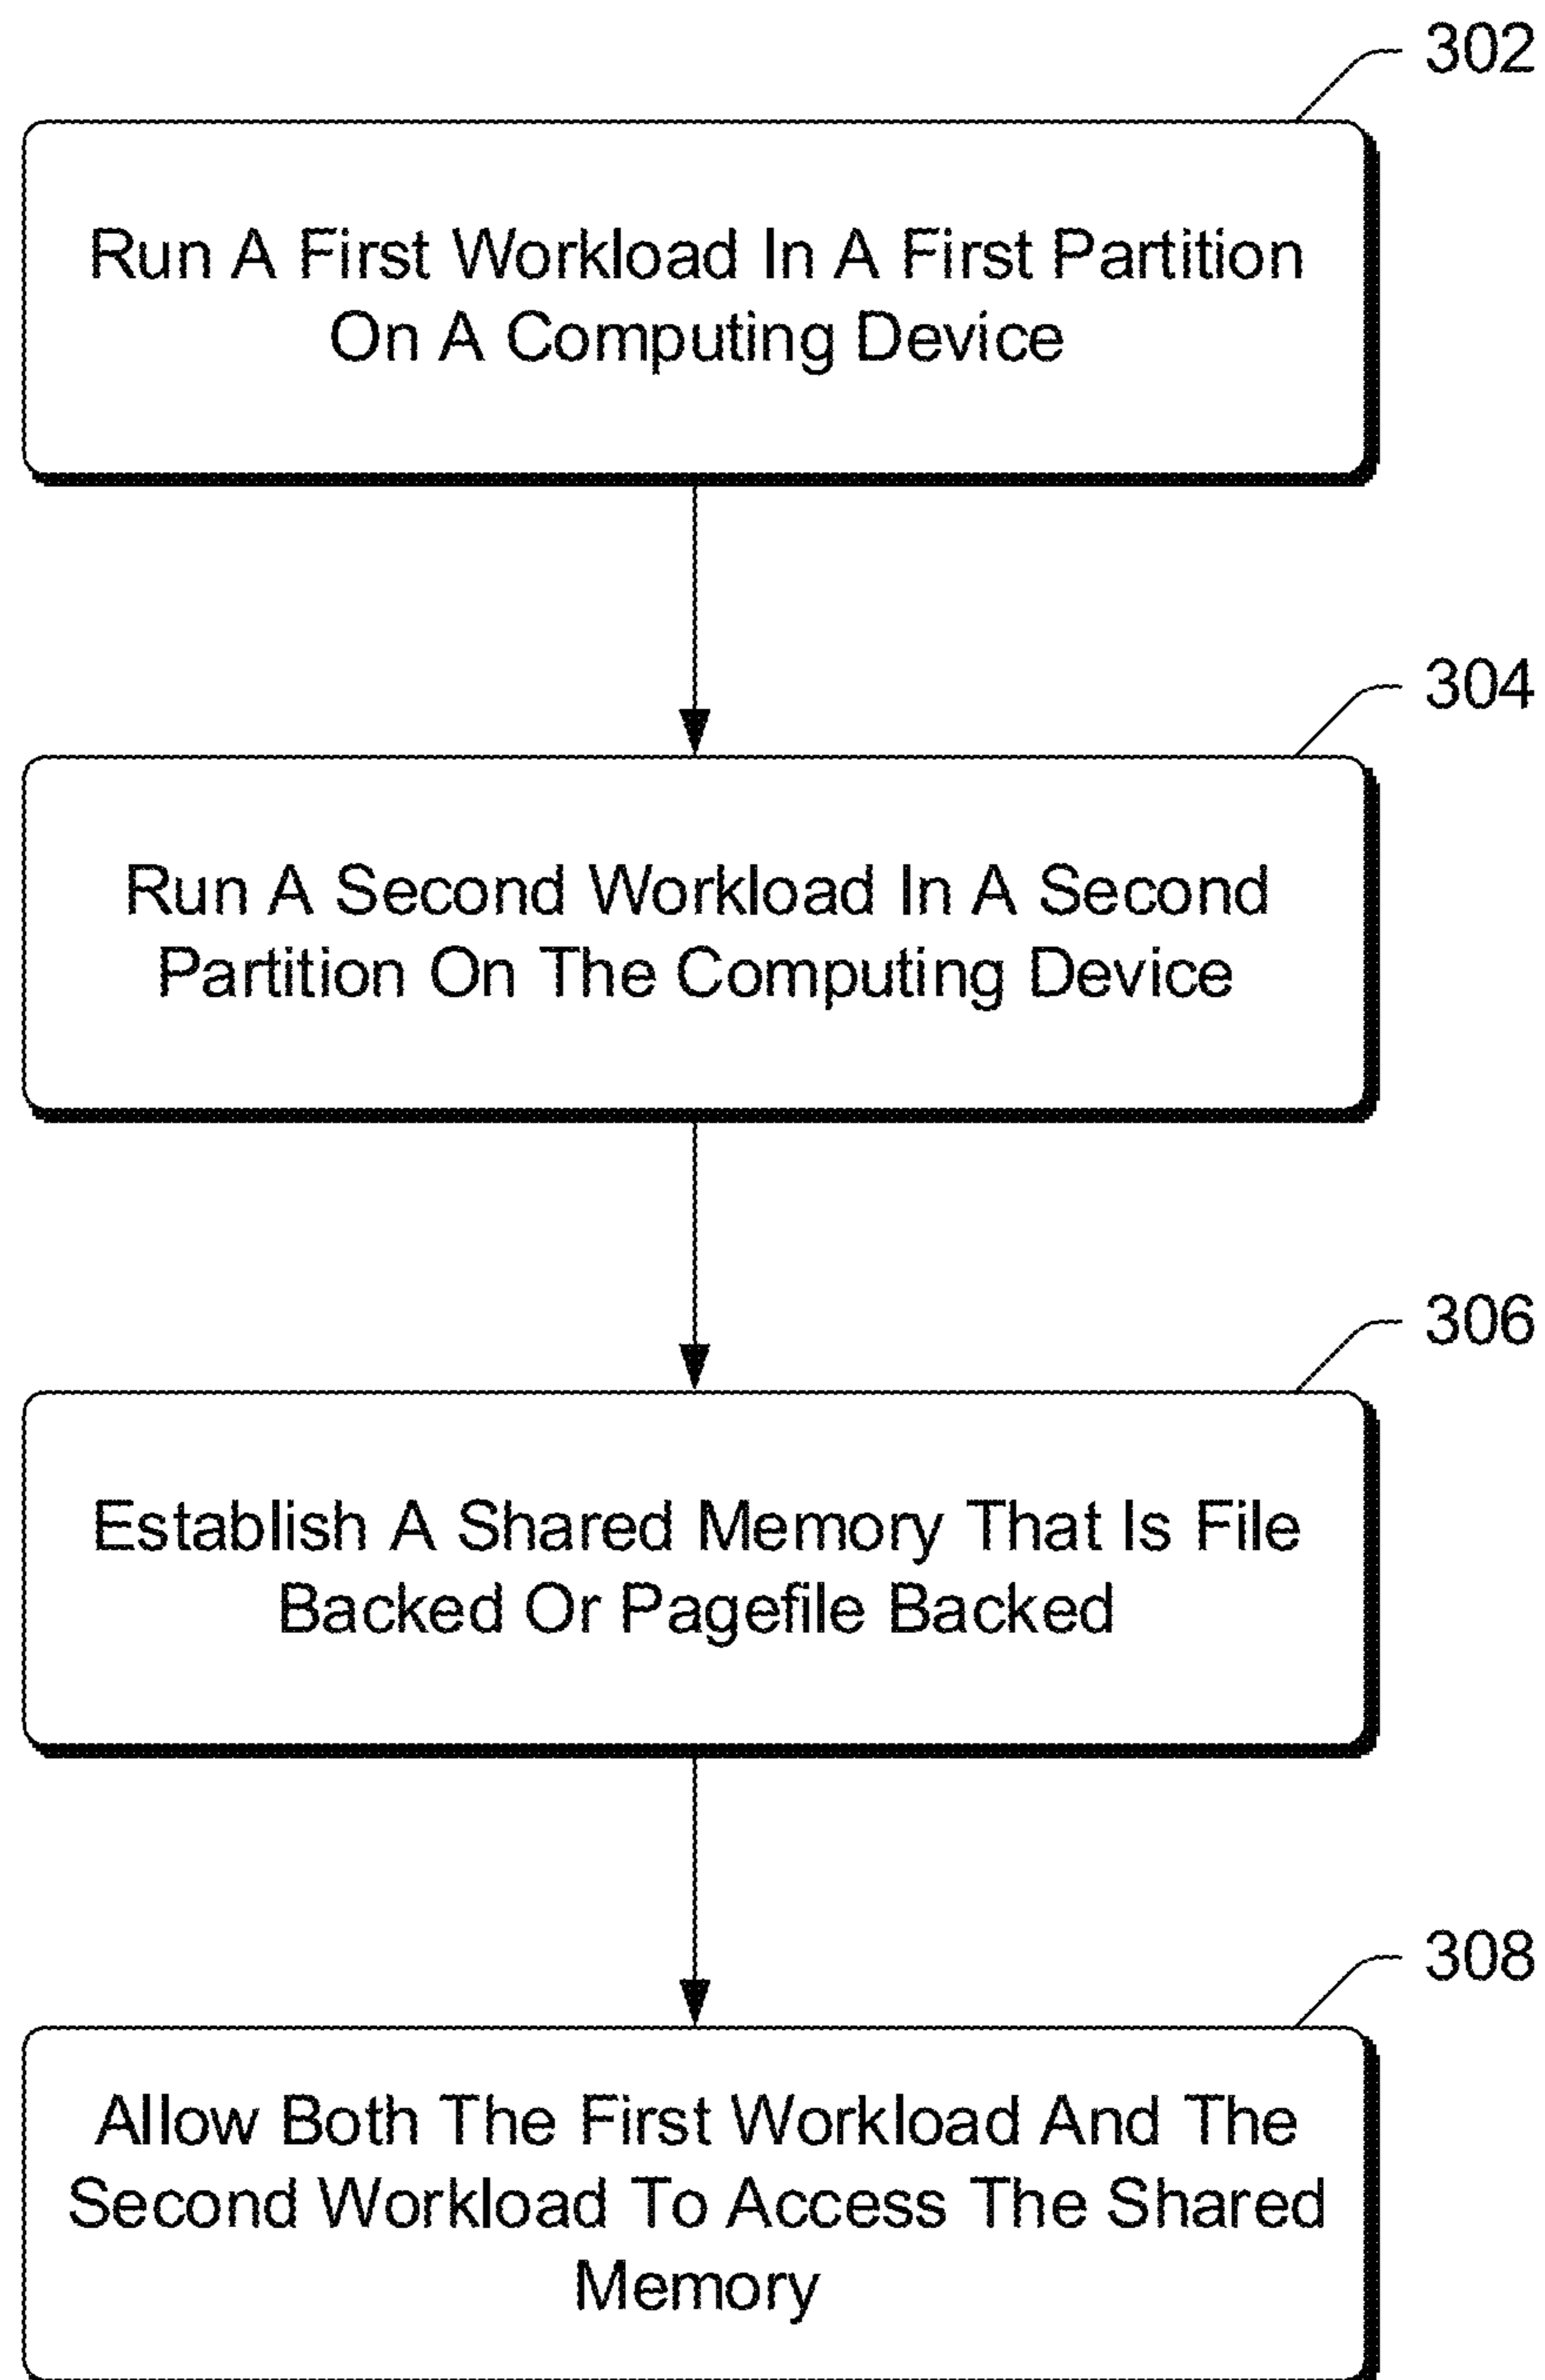 302
Run A First Workload In A First Partition
On A Computing Device
304
Run A Second Workload In A Second
Partition On The Computing Device
306
Establish A Shared Memory That Is File
Backed Or Pagefile Backed
308
Allow Both The First Workload And The
Second Workload To Access The Shared
Memory